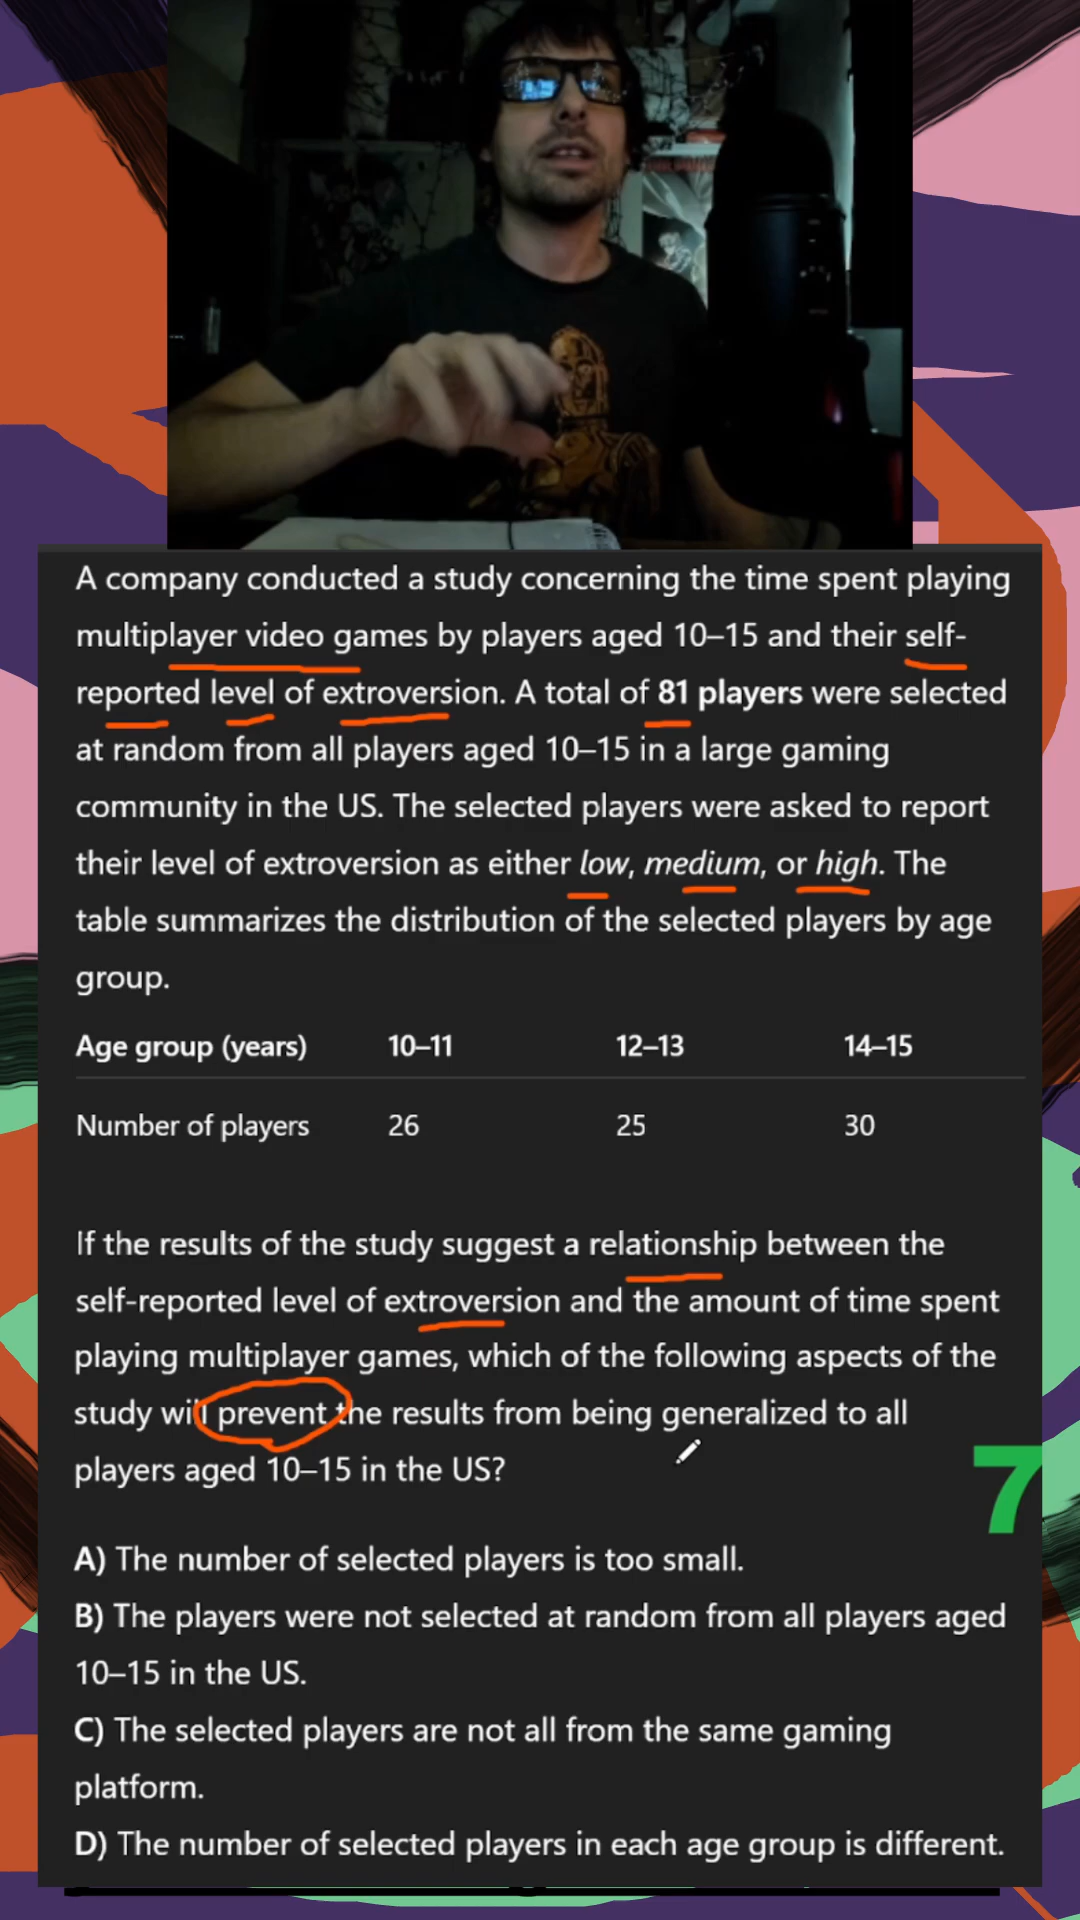 A company conducted a study concerning the time spent playing
multiplayer video games by players aged 10–15 and their self-
reported level of extroversion. A total of 81 players were selected
at random from all players aged 10–15 in a large gaming
community in the US. The selected players were asked to report
their level of extroversion as either low, medium, or high. The
table summarizes the distribution of the selected players by age
group.
Age group (years) 10–11 12–13 14–15
Number of players 26 25 30
If the results of the study suggest a relationship between the
self-reported level of extroversion and the amount of time spent
playing multiplayer games, which of the following aspects of the
study will prevent the results from being generalized to all
players aged 10–15 in the US?
7
A) The number of selected players is too small.
B) The players were not selected at random from all players aged
10–15 in the US.
C) The selected players are not all from the same gaming
platform.
D) The number of selected players in each age group is different.